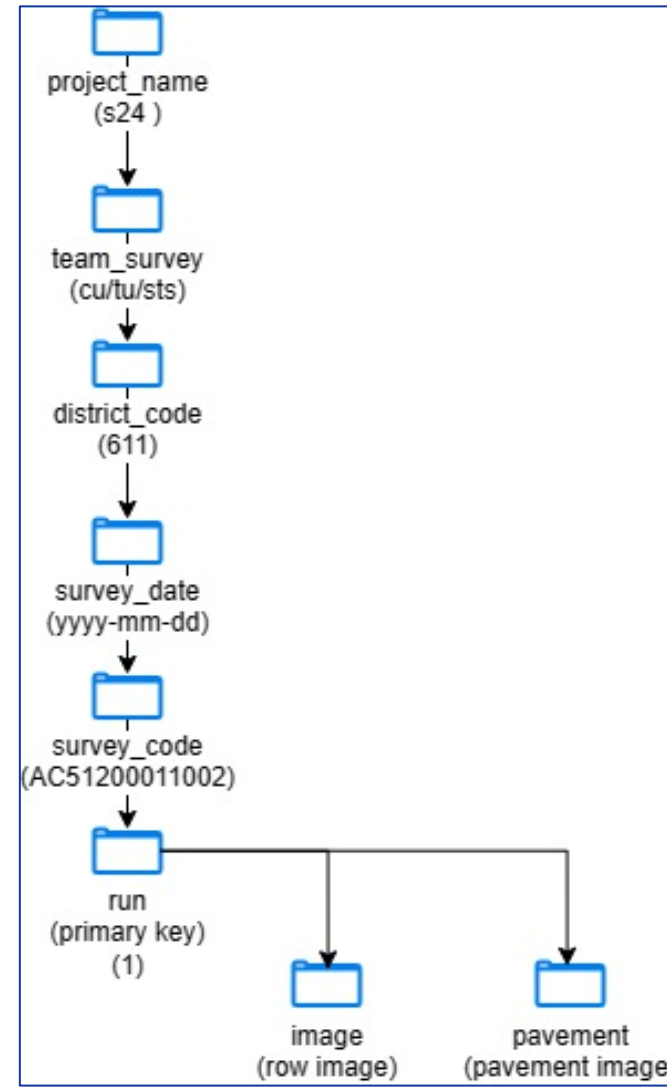 project_name
(s24 )
team_survey
(cu/tu/sts)
district_code
(611)
survey_date
(yyyy-mm-dd)
survey_code
(AC51200011002)
run
(primary key)
(1)
image
(row image)
pavement
(pavement image